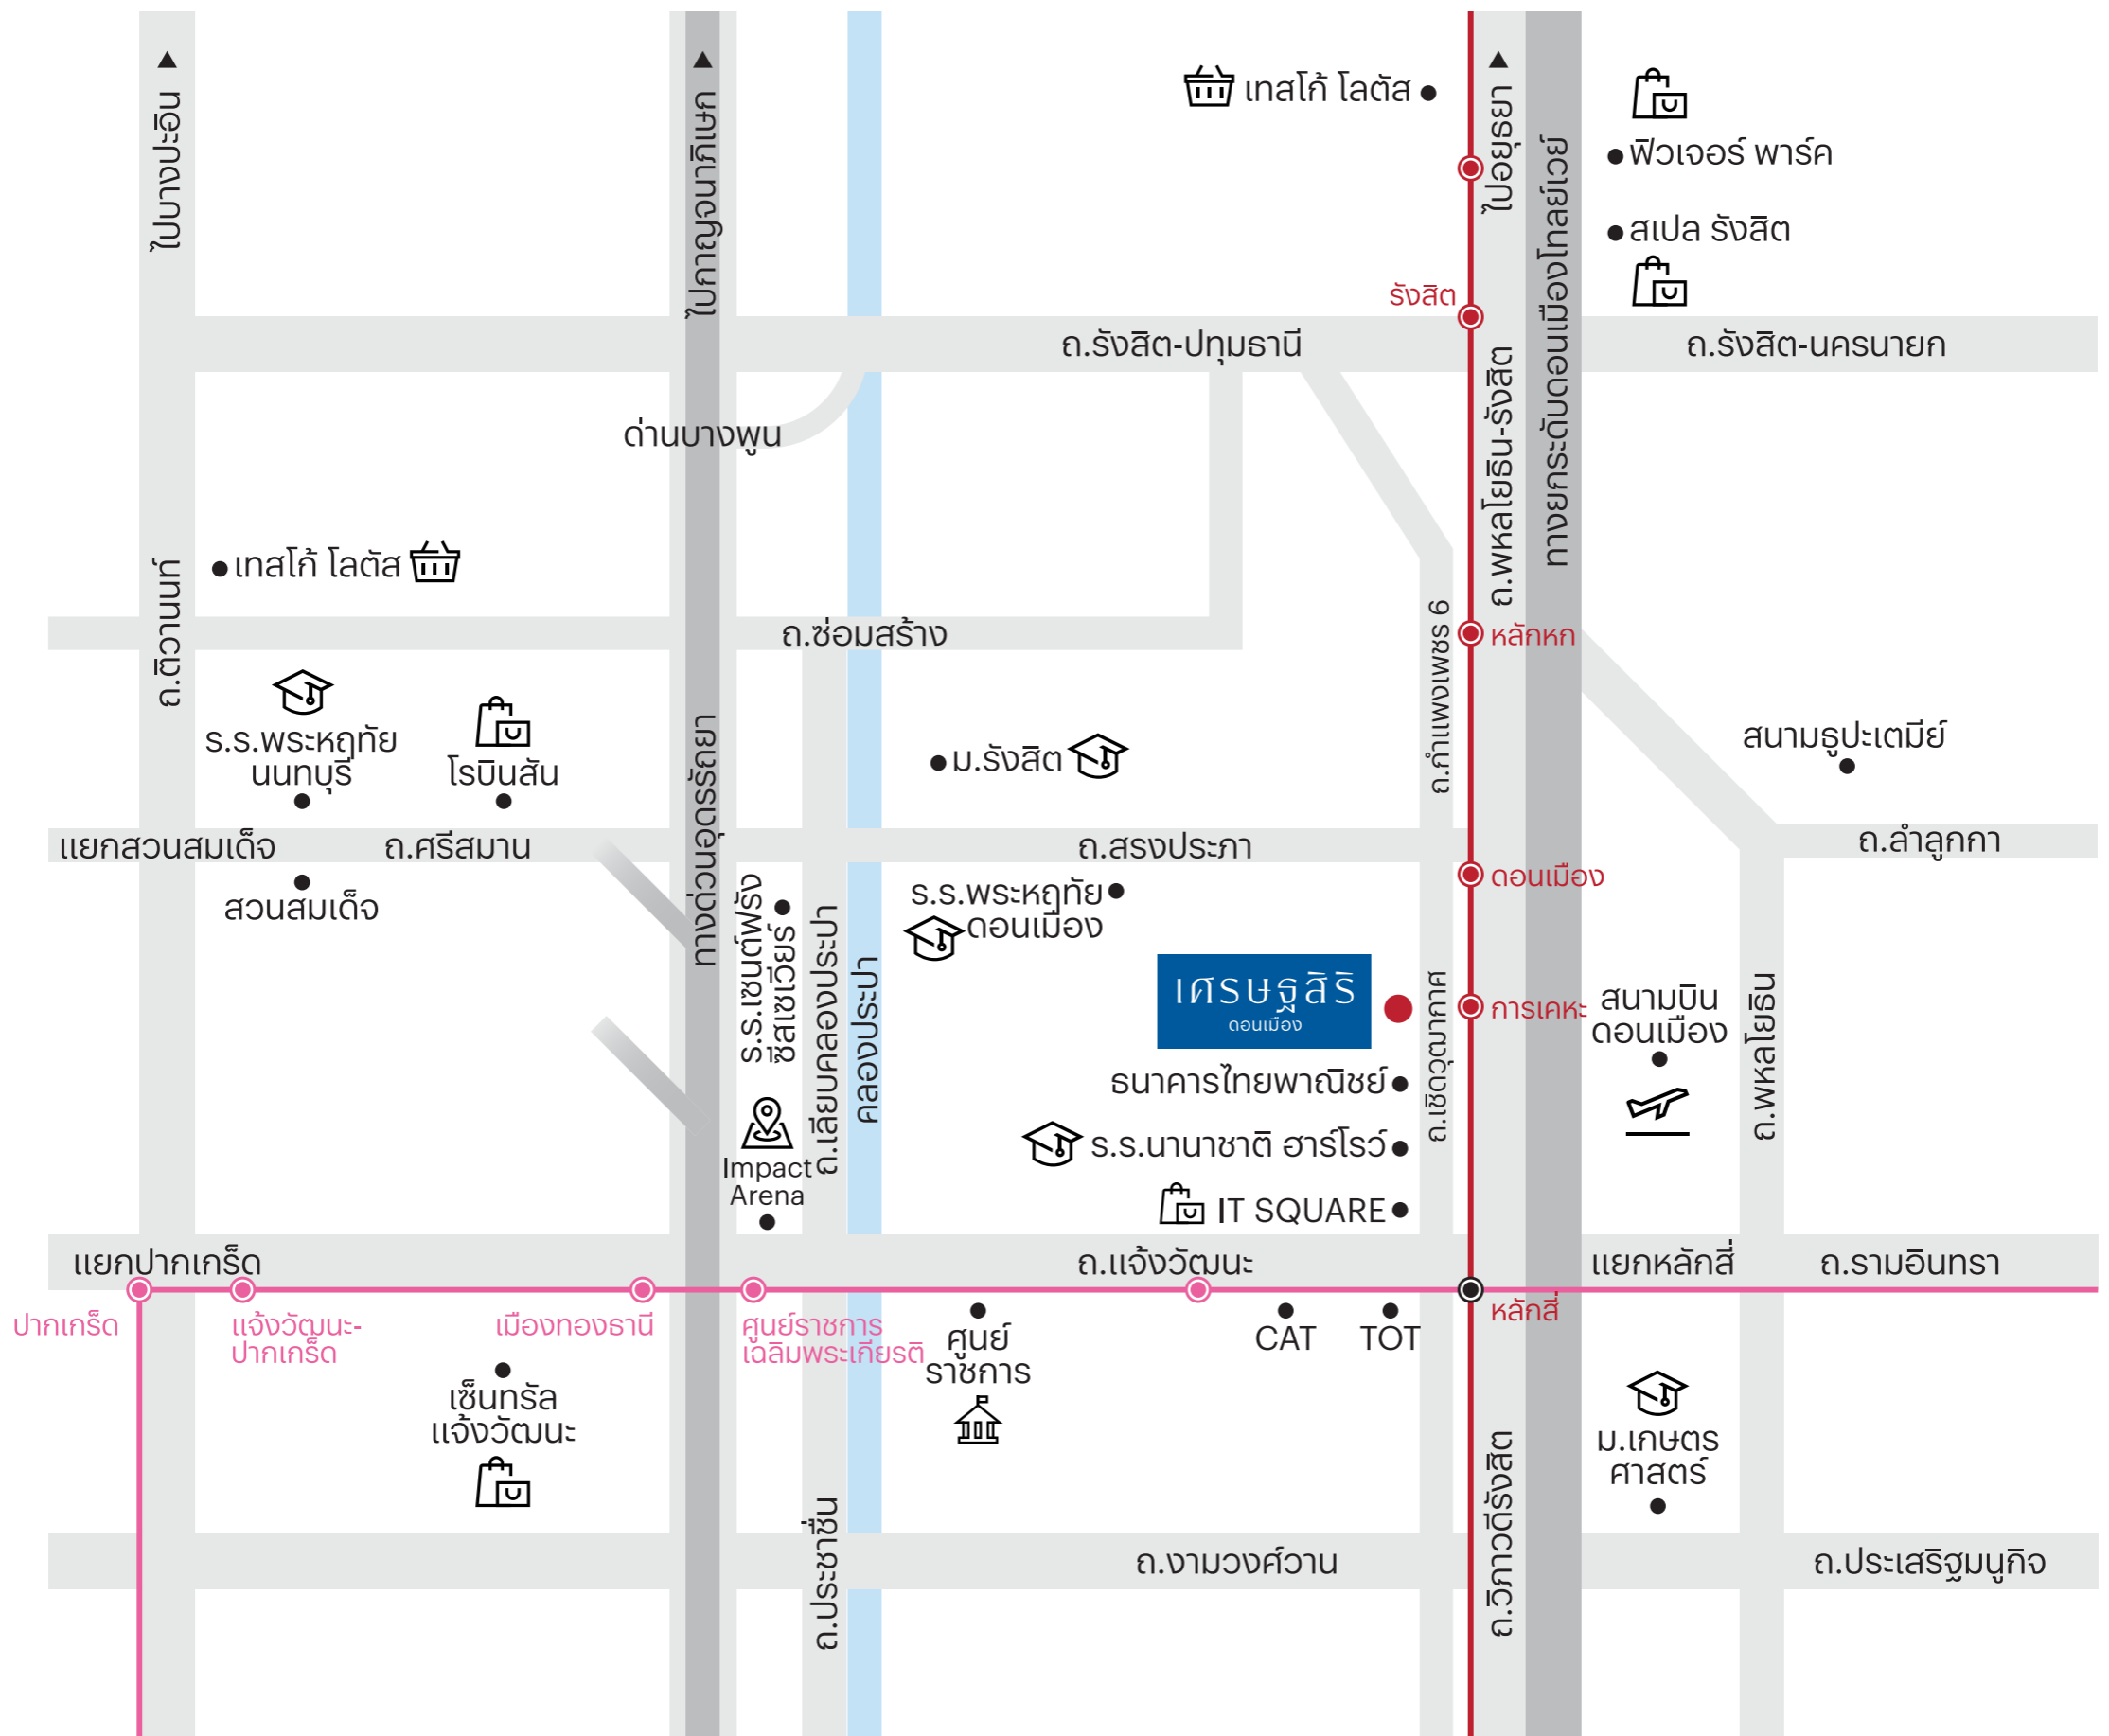 ▲ ไปบางปะอิน
▲ ไปกาญจนาภิเษก
เทสโก้ โลตัส
▲ ไปอยุธยา
ทางยกระดับดอนเมืองโทลล์เวย์
ฟิวเจอร์ พาร์ค
สเปล รังสิต
รังสิต
ถ.รังสิต-ปทุมธานี
ถ.รังสิต-นครนายก
ถ.พหลโยธิน-รังสิต
ด่านบางพูน
เทสโก้ โลตัส
ถ.ติวานนท์
ถ.ซ่อมสร้าง
ถ.กำแพงเพชร 6
หลักหก
ร.ร.พระหฤทัย
นนทบุรี
โรบินสัน
ทางด่วนอุดรรัถยา
ม.รังสิต
สนามธูปะเตมีย์
แยกสวนสมเด็จ
ถ.ศรีสมาน
ถ.สรงประภา
ถ.ลำลูกกา
สวนสมเด็จ
ร.ร.เซนต์ฟรัง
ซีสเซเวียร์
ถ.เลียบคลองประปา
คลองประปา
ร.ร.พระหฤทัย
ดอนเมือง
ดอนเมือง
เศรษฐสิริ
ดอนเมือง
ถ.เชิดวุฒากาศ
การเคหะ
สนามบิน
ดอนเมือง
ถ.พหลโยธิน
ธนาคารไทยพาณิชย์
ร.ร.นานาชาติ ฮาร์โรว์
Impact
Arena
IT SQUARE
แยกปากเกร็ด
ถ.แจ้งวัฒนะ
แยกหลักสี่
ถ.รามอินทรา
ปากเกร็ด
แจ้งวัฒนะ-
ปากเกร็ด
เมืองทองธานี
ศูนย์ราชการ
เฉลิมพระเกียรติ
ศูนย์
ราชการ
CAT
TOT
หลักสี่
เซ็นทรัล
แจ้งวัฒนะ
ม.เกษตร
ศาสตร์
ถ.ประชาชื่น
ถ.วิภาวดีรังสิต
ถ.งามวงศ์วาน
ถ.ประเสริฐมนูกิจ